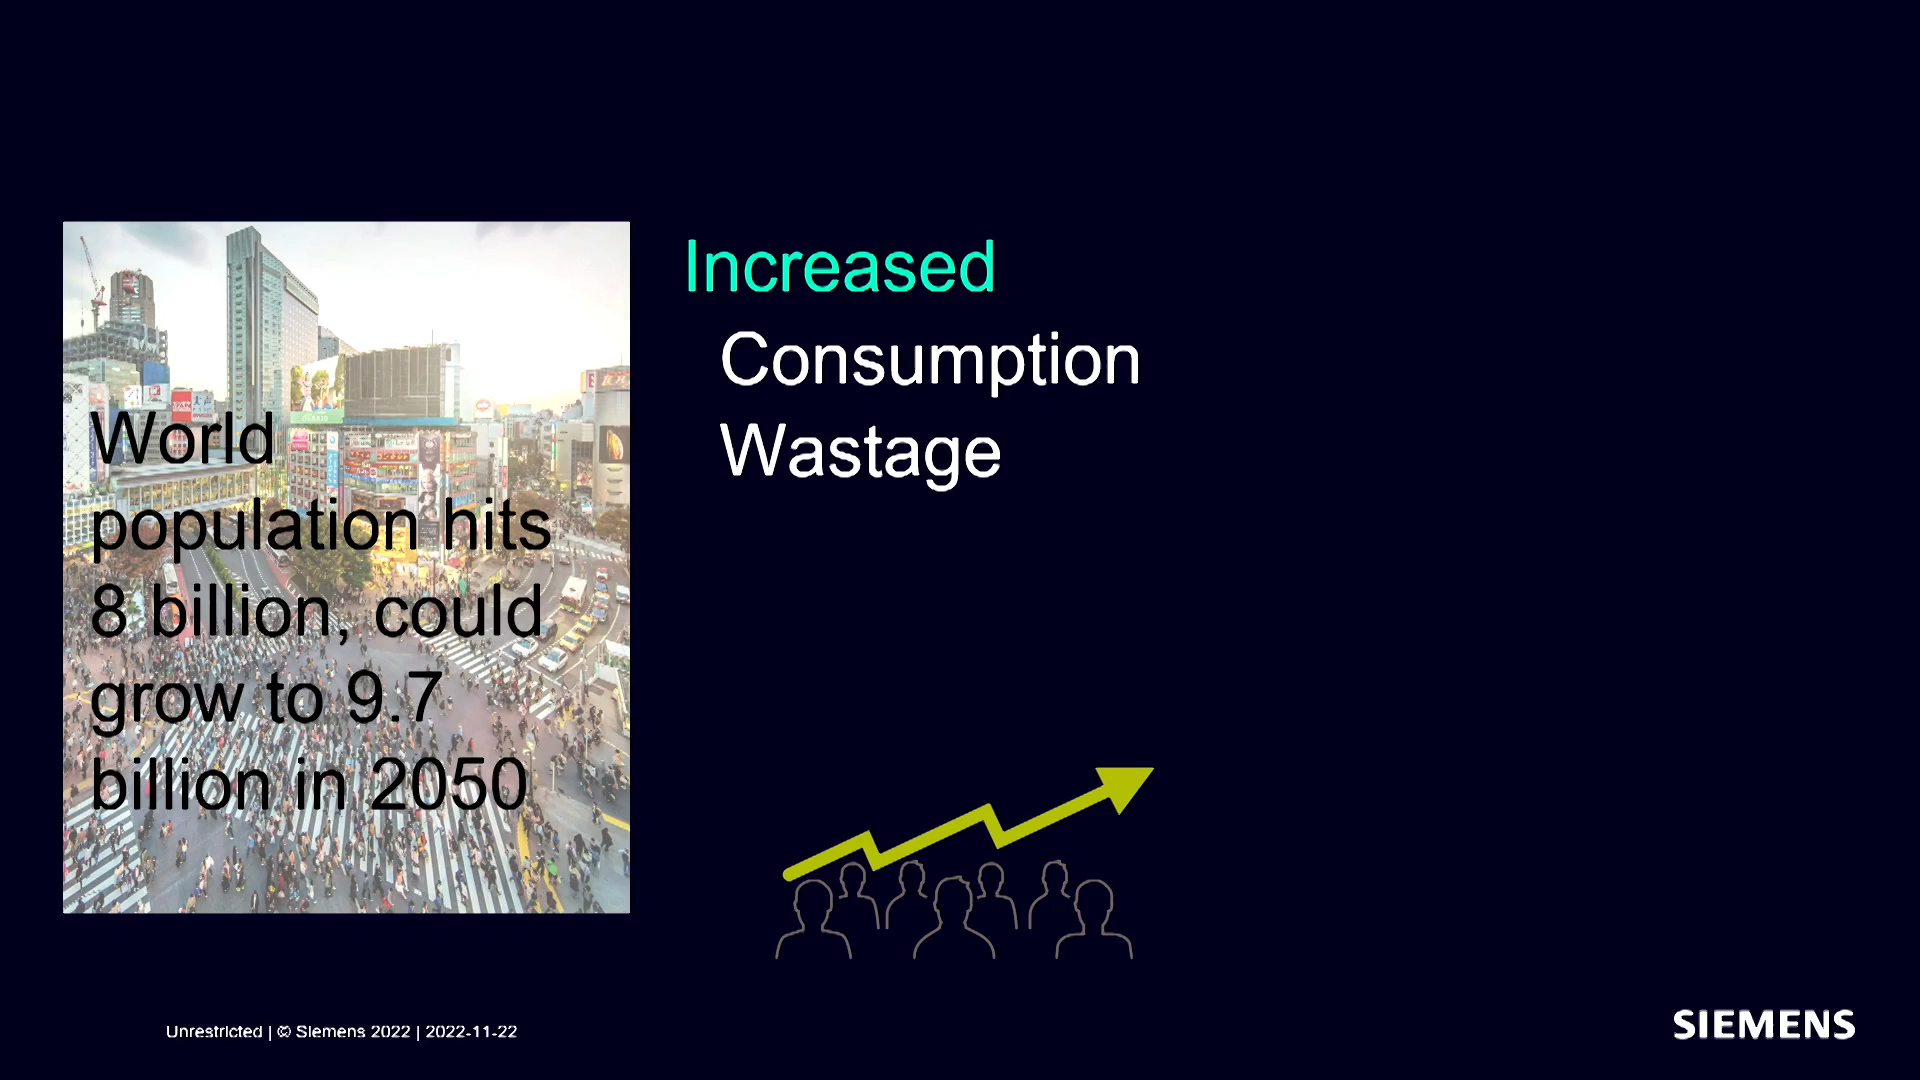 World
population hits
8 billion, could
grow to 9.7
billion in 2050
Increased
Consumption
Wastage
Unrestricted | © Siemens 2022 | 2022-11-22
SIEMENS